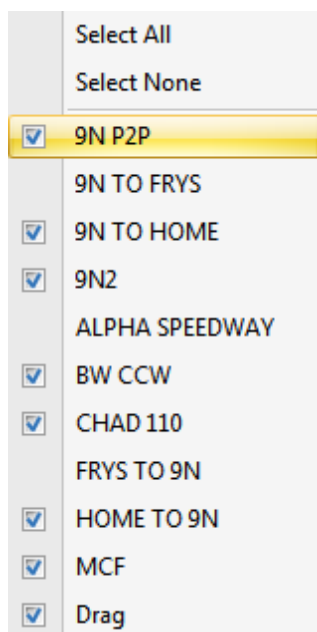 Select All
Select None
9N P2P
9N TO FRYS
9N TO HOME
9N2
ALPHA SPEEDWAY
BW CCW
CHAD 110
FRYS TO 9N
HOME TO 9N
MCF
Drag